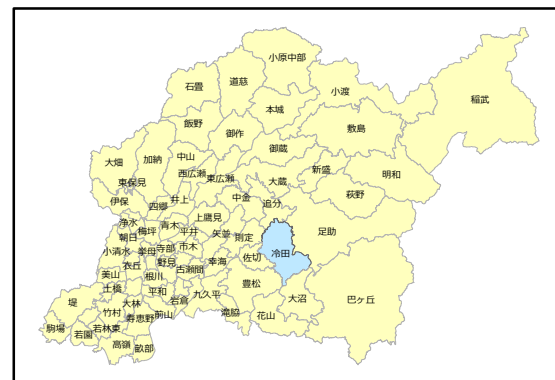 小原中部
石畳
道慈
小渡
稲武
本城
飯野
御作
敷島
大畑
加納
中山
御蔵
西広瀬
東広瀬
新盛
明和
東保見
大蔵
萩野
伊保
四郷
井上
中金
追分
上鷹見
足助
浄水
梅坪
青木
平井
矢並
則定
朝日
小清水
挙母
寺部
市木
幸海
佐切
冷田
衣丘
野見
古瀬間
美山
根川
豊松
巴ヶ丘
土橋
平和
岩倉
九久平
大沼
堤
大林
竹村
寿恵野
前山
滝脇
花山
駒場
若園
若林東
高嶺
畝部